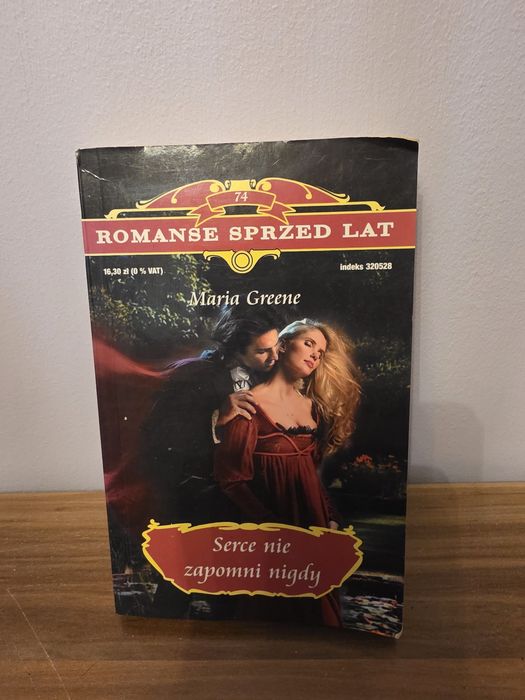 74
ROMANSE SPRZED LAT
16,30 zł (0 % VAT)
indeks 320528
Maria Greene
Serce nie
zapomni nigdy